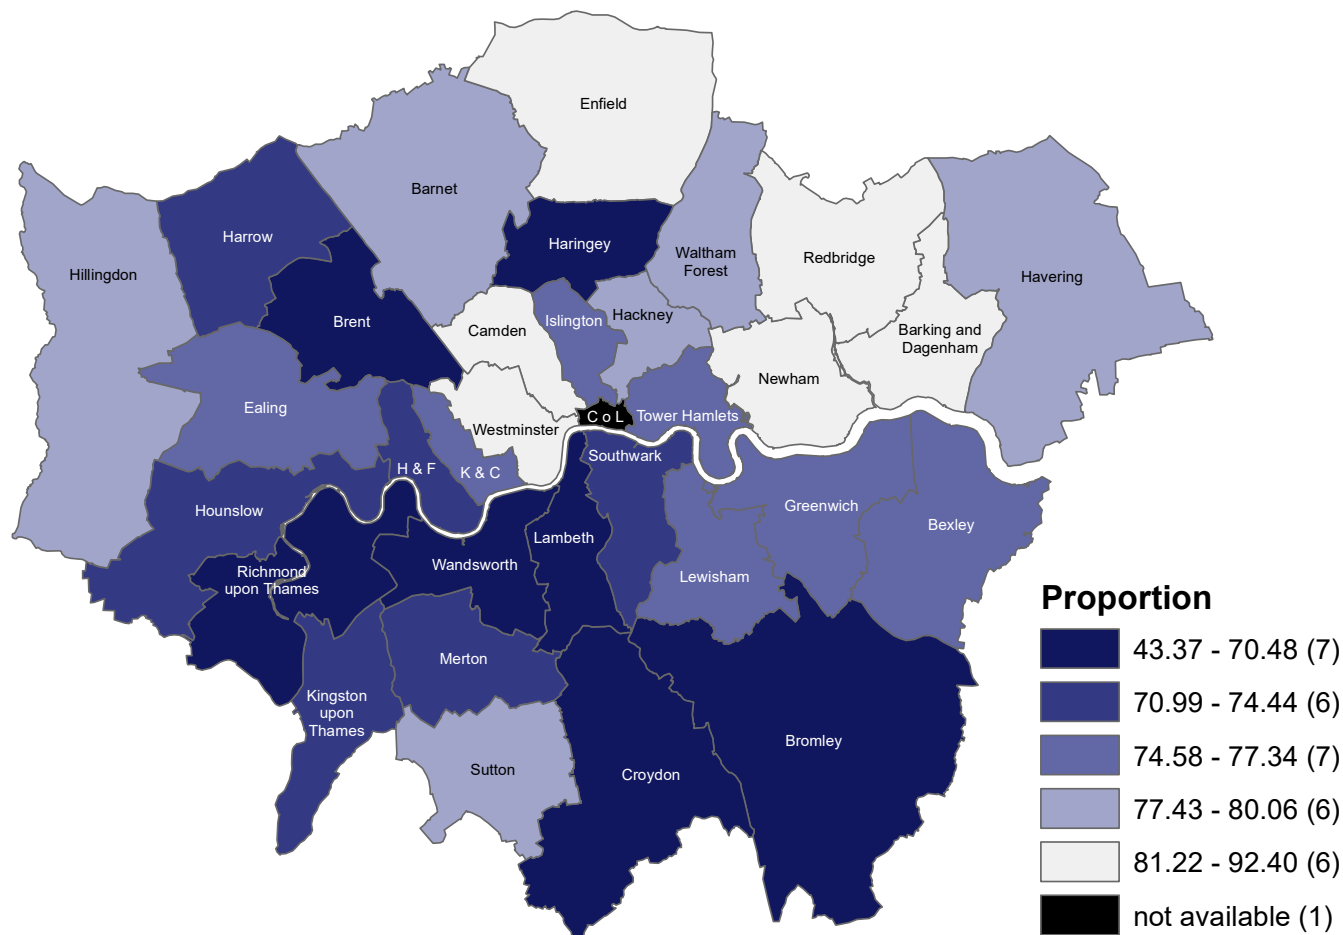 Enfield
Barnet
Harrow
Haringey
Waltham
Forest
Redbridge
Hillingdon
Havering
Brent
Camden
Islington
Hackney
Barking and
Dagenham
Newham
Ealing
Westminster
C o L
Tower Hamlets
H & F
K & C
Southwark
Hounslow
Greenwich
Bexley
Lambeth
Richmond
upon Thames
Wandsworth
Lewisham
Merton
Kingston
upon
Thames
Sutton
Croydon
Bromley
Proportion
43.37 - 70.48 (7)
70.99 - 74.44 (6)
74.58 - 77.34 (7)
77.43 - 80.06 (6)
81.22 - 92.40 (6)
not available (1)